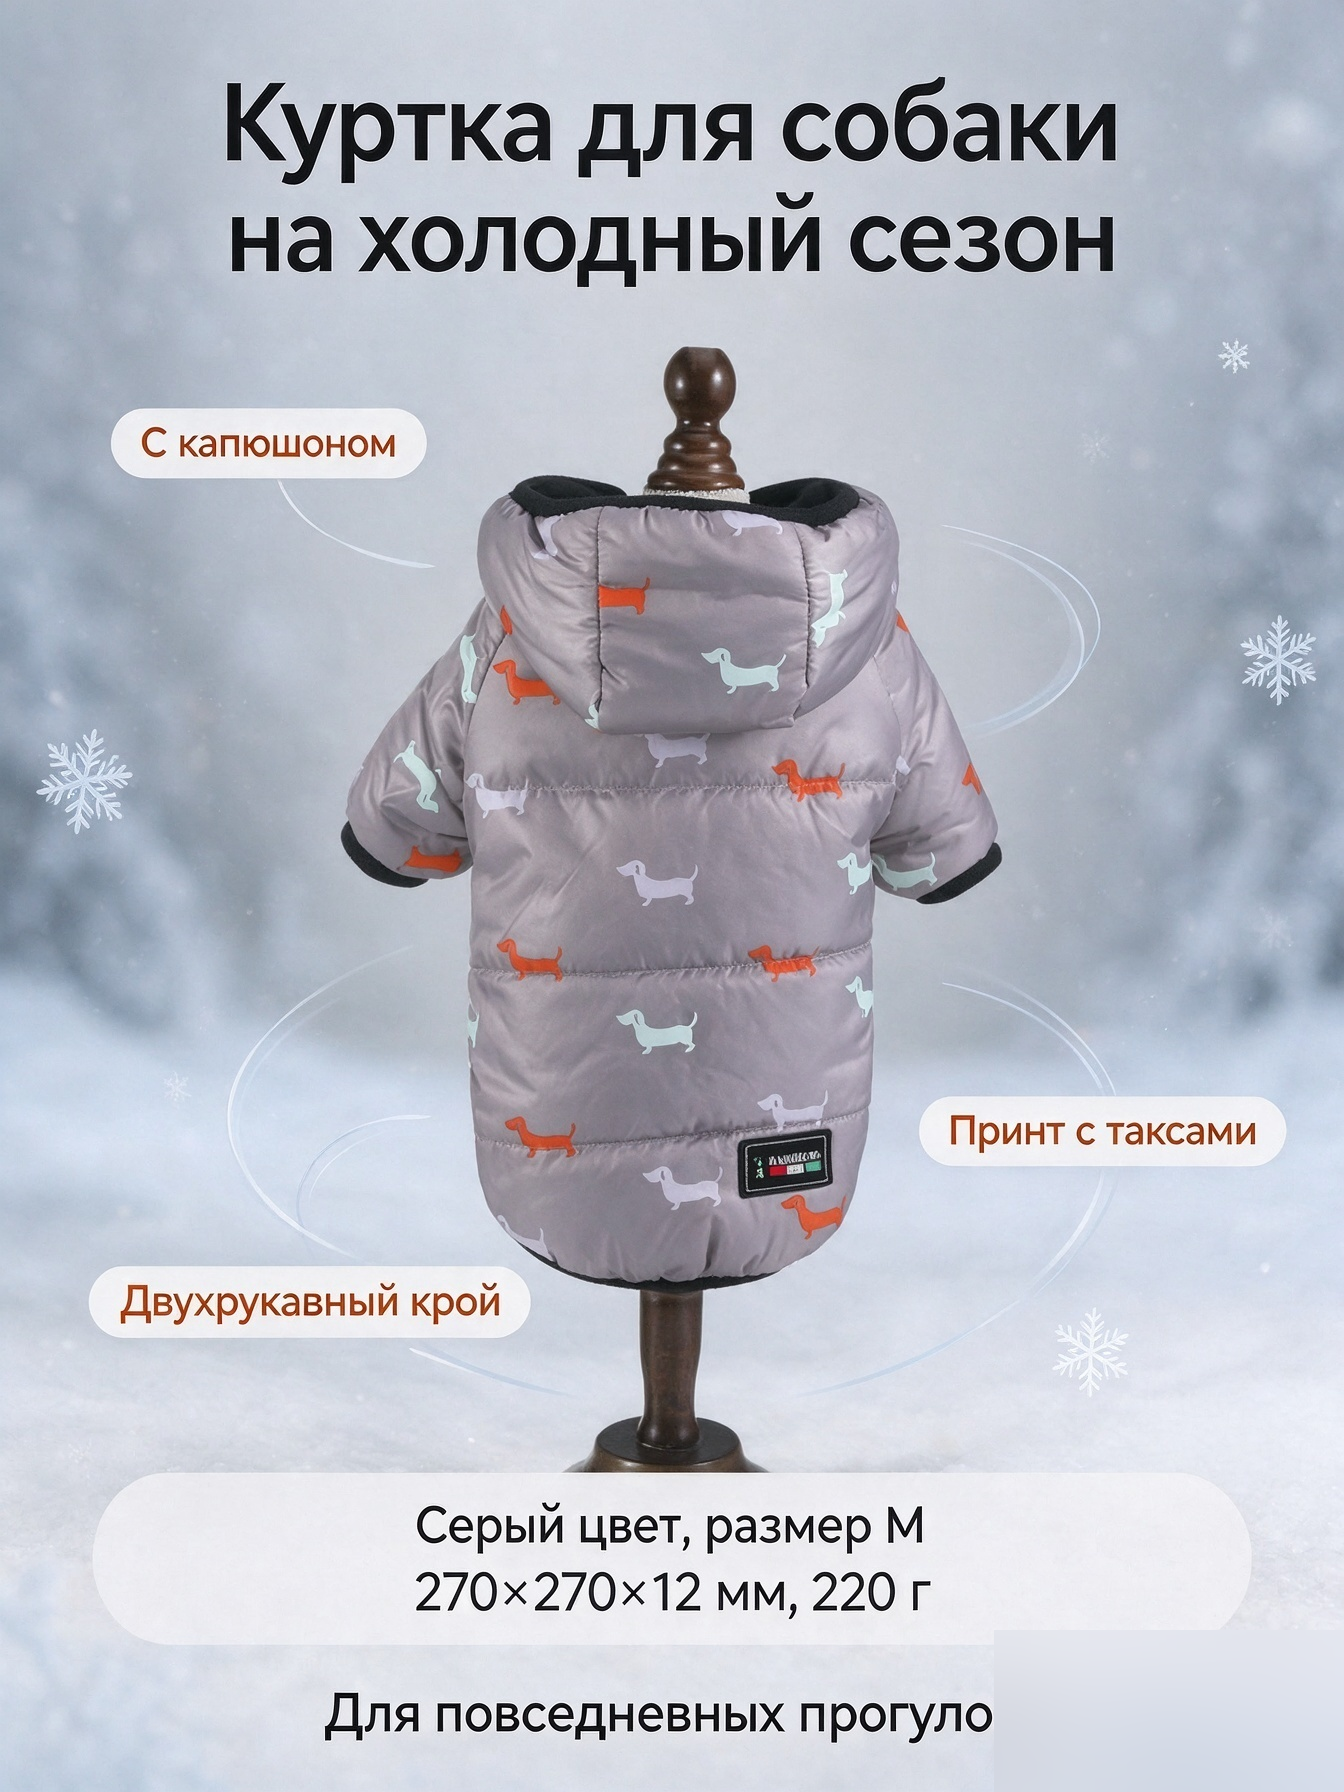 Куртка для собаки
на холодный сезон
С капюшоном
Принт с таксами
Двухрукавный крой
Серый цвет, размер М
270×270×12 мм, 220 г
Для повседневных прогуло